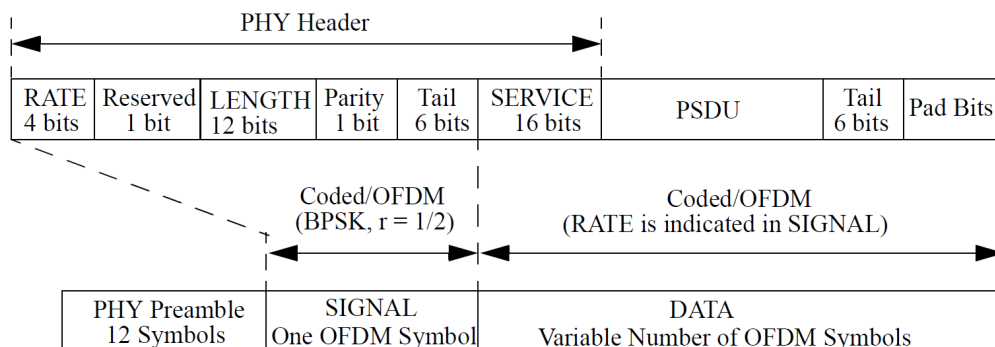 PHY Header
RATE Reserved LENGTH Parity Tail SERVICE PSDU Tail Pad Bits
4 bits 1 bit 12 bits 1 bit 6 bits 16 bits 6 bits
Coded/OFDM Coded/OFDM
(BPSK, r = 1/2) (RATE is indicated in SIGNAL)
PHY Preamble SIGNAL DATA
12 Symbols One OFDM Symbol Variable Number of OFDM Symbols